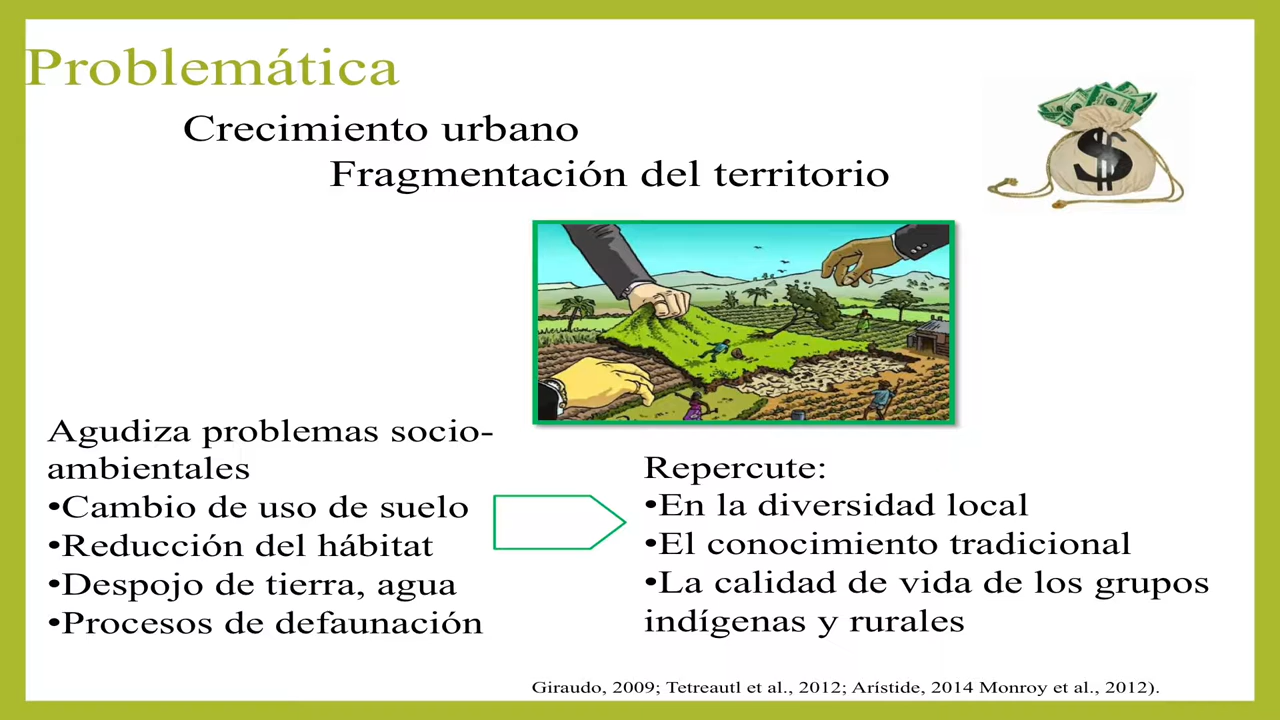 Problemática
Crecimiento urbano
Fragmentación del territorio
$
Agudiza problemas socio-
ambientales
•Cambio de uso de suelo
•Reducción del hábitat
•Despojo de tierra, agua
•Procesos de defaunación
Repercute:
•En la diversidad local
•El conocimiento tradicional
•La calidad de vida de los grupos
indígenas y rurales
Giraudo, 2009; Tetreautl et al., 2012; Arístide, 2014 Monroy et al., 2012).